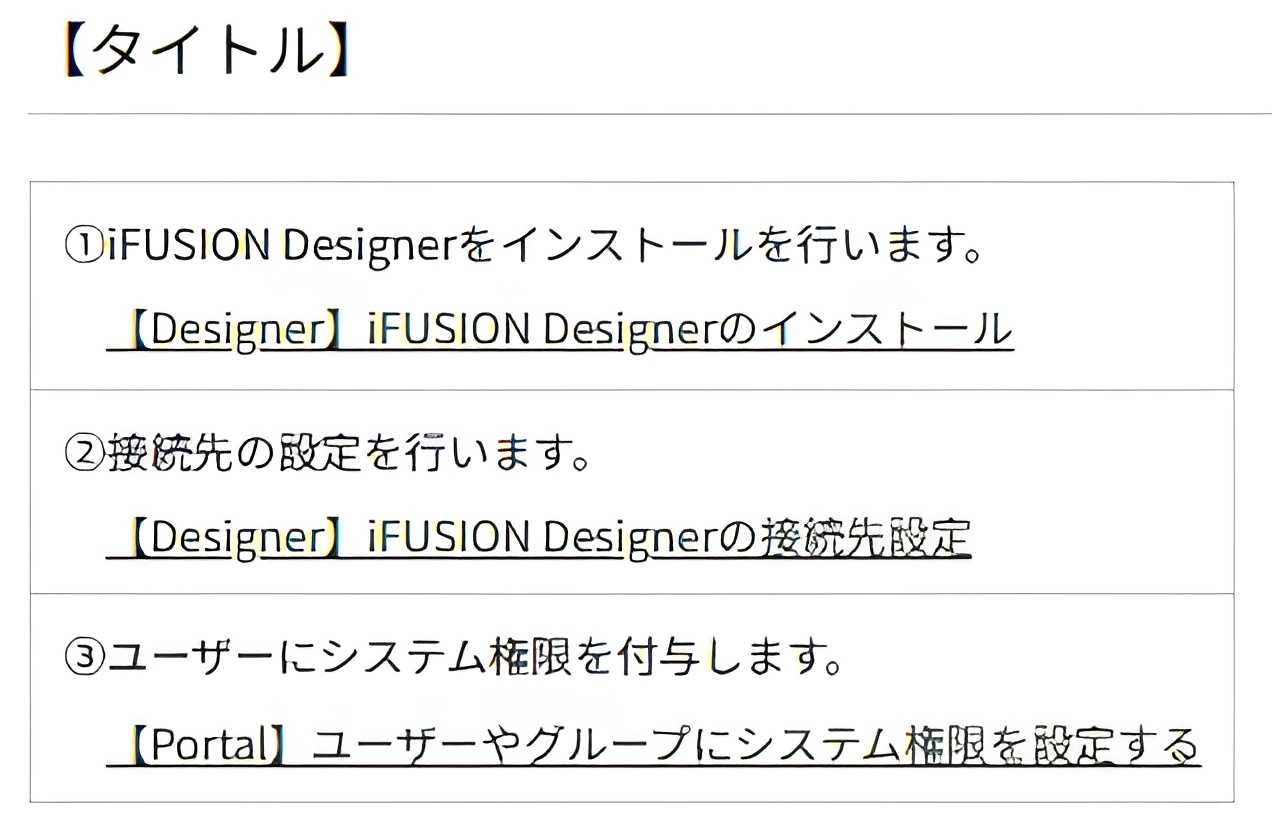 【タイトル】
①iFUSION Designerをインストールを行います。
【Designer】iFUSION Designerのインストール
②接続先の設定を行います。
【Designer】iFUSION Designerの接続先設定
③ユーザーにシステム権限を付与します。
【Portal】ユーザーやグループにシステム権限を設定する